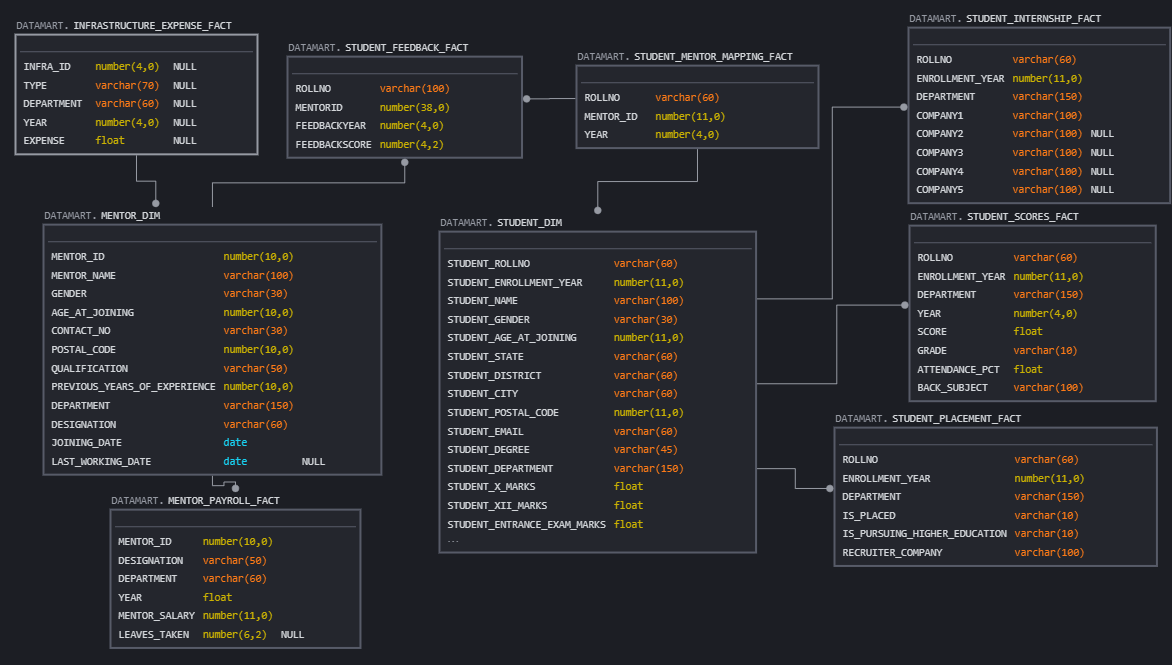 DATAMART. INFRASTRUCTURE_EXPENSE_FACT
INFRA_ID number(4,0) NULL
TYPE varchar(70) NULL
DEPARTMENT varchar(60) NULL
YEAR number(4,0) NULL
EXPENSE float NULL
DATAMART. STUDENT_FEEDBACK_FACT
ROLLNO varchar(100)
MENTORID number(38,0)
FEEDBACKYEAR number(4,0)
FEEDBACKSCORE number(4,2)
DATAMART. STUDENT_MENTOR_MAPPING_FACT
ROLLNO varchar(60)
MENTOR_ID number(11,0)
YEAR number(4,0)
DATAMART. STUDENT_INTERNSHIP_FACT
ROLLNO varchar(60)
ENROLLMENT_YEAR number(11,0)
DEPARTMENT varchar(150)
COMPANY1 varchar(100)
COMPANY2 varchar(100) NULL
COMPANY3 varchar(100) NULL
COMPANY4 varchar(100) NULL
COMPANY5 varchar(100) NULL
DATAMART. MENTOR_DIM
MENTOR_ID number(10,0)
MENTOR_NAME varchar(100)
GENDER varchar(30)
AGE_AT_JOINING number(10,0)
CONTACT_NO varchar(30)
POSTAL_CODE number(10,0)
QUALIFICATION varchar(50)
PREVIOUS_YEARS_OF_EXPERIENCE number(10,0)
DEPARTMENT varchar(150)
DESIGNATION varchar(60)
JOINING_DATE date
LAST_WORKING_DATE date NULL
DATAMART. STUDENT_DIM
STUDENT_ROLLNO varchar(60)
STUDENT_ENROLLMENT_YEAR number(11,0)
STUDENT_NAME varchar(100)
STUDENT_GENDER varchar(30)
STUDENT_AGE_AT_JOINING number(11,0)
STUDENT_STATE varchar(60)
STUDENT_DISTRICT varchar(60)
STUDENT_CITY varchar(60)
STUDENT_POSTAL_CODE number(11,0)
STUDENT_EMAIL varchar(60)
STUDENT_DEGREE varchar(45)
STUDENT_DEPARTMENT varchar(150)
STUDENT_X_MARKS float
STUDENT_XII_MARKS float
STUDENT_ENTRANCE_EXAM_MARKS float
...
DATAMART. STUDENT_SCORES_FACT
ROLLNO varchar(60)
ENROLLMENT_YEAR number(11,0)
DEPARTMENT varchar(150)
YEAR number(4,0)
SCORE float
GRADE varchar(10)
ATTENDANCE_PCT float
BACK_SUBJECT varchar(100)
DATAMART. STUDENT_PLACEMENT_FACT
ROLLNO varchar(60)
ENROLLMENT_YEAR number(11,0)
DEPARTMENT varchar(150)
IS_PLACED varchar(10)
IS_PURSUING_HIGHER_EDUCATION varchar(10)
RECRUITER_COMPANY varchar(100)
DATAMART. MENTOR_PAYROLL_FACT
MENTOR_ID number(10,0)
DESIGNATION varchar(50)
DEPARTMENT varchar(60)
YEAR float
MENTOR_SALARY number(11,0)
LEAVES_TAKEN number(6,2) NULL